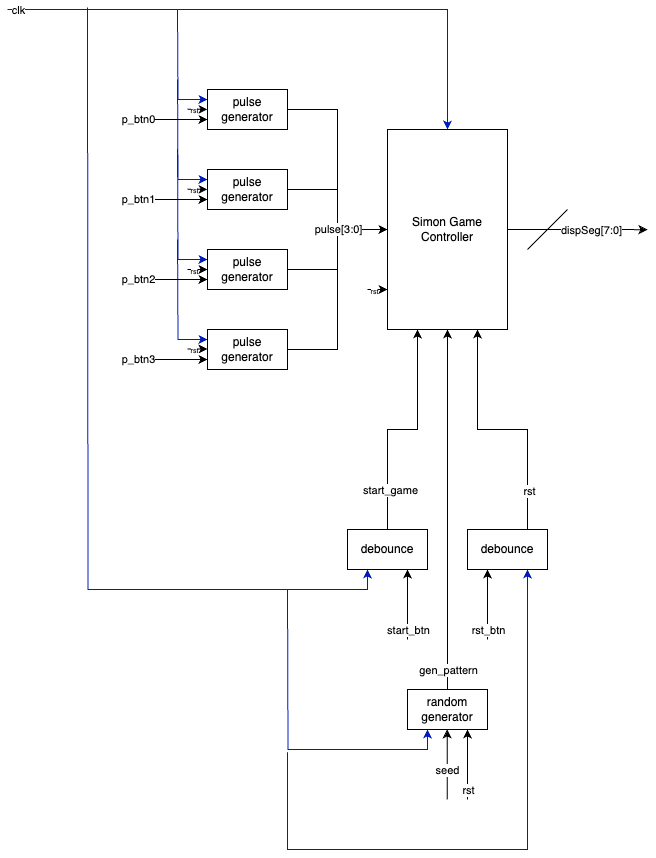 clk
pulse
generator
rst
p_btn0
pulse
generator
rst
p_btn1
pulse[3:0]
Simon Game
Controller
dispSeg[7:0]
pulse
generator
rst
p_btn2
rst
pulse
generator
rst
p_btn3
start_game
rst
debounce
debounce
start_btn
rst_btn
gen_pattern
random
generator
seed
rst